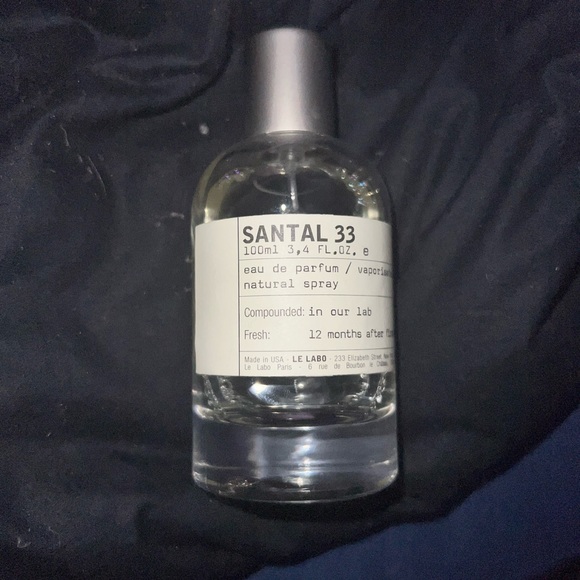 SANTAL 33
100ml 3,4 FL.OZ. e
eau de parfum /
natural spray
Compounded: in our lab
Fresh: 12 months after
Made in USA - LE LABO - 233 Elizabeth Street,
Le Labo Paris - 6 rue de Bourbon le